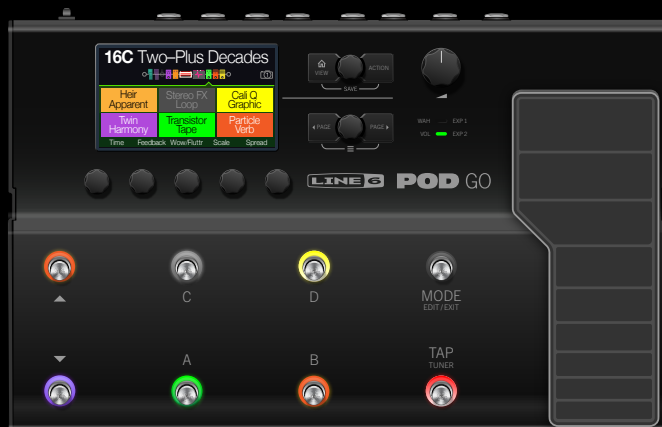 16C Two-Plus Decades
Heir
Apparent
Stereo FX
Loop
Cali Q
Graphic
Twin
Harmony
Transistor
Tape
Particle
Verb
Time Feedback Wow/Fluttr Scale Spread
VIEW
ACTION
SAVE
PAGE
PAGE
WAH EXP 1
VOL EXP 2
LINE 6
POD GO
C
D
MODE
EDIT/EXIT
A
B
TAP
TUNER